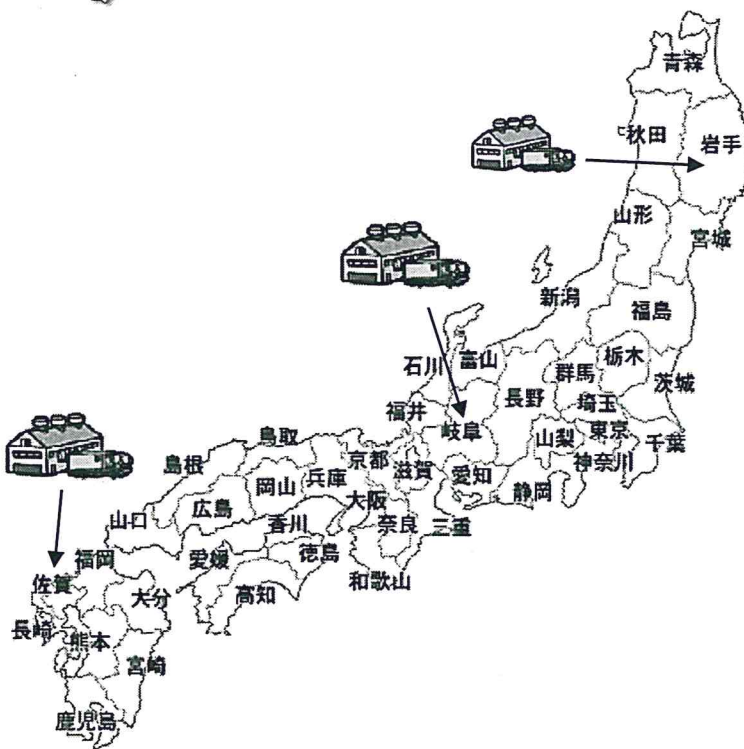 青森
秋田
岩手
山形
宮城
新潟
福島
石川
富山
栃木
群馬
茨城
長野
福井
埼玉
岐阜
山梨
東京
千葉
神奈川
鳥取
京都
滋賀
愛知
静岡
島根
兵庫
岡山
大阪
広島
奈良
三重
山口
香川
徳島
和歌山
福岡
愛媛
佐賀
高知
大分
長崎
熊本
宮崎
鹿児島